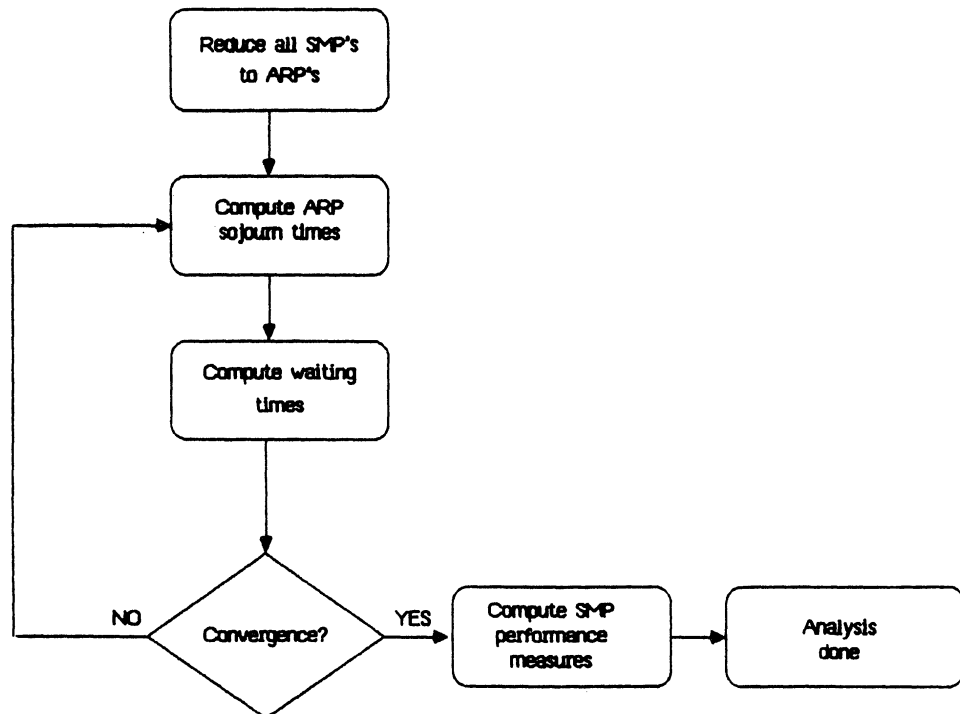 Reduce all SMP's
to ARP's
Compute ARP
sojourn times
Compute waiting
times
NO
Convergence?
YES
Compute SMP
performance
measures
Analysis
done